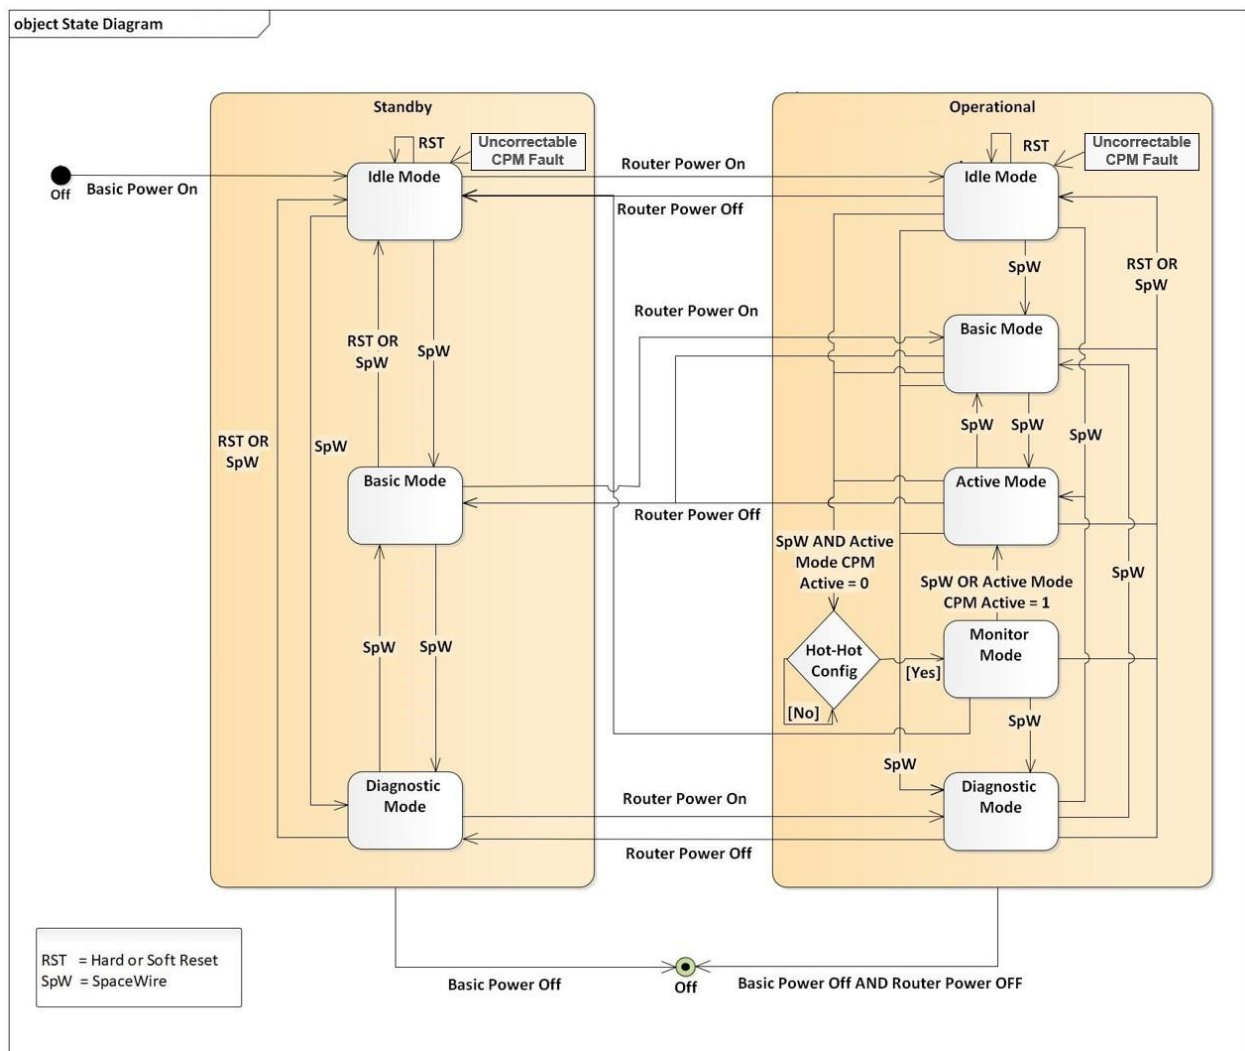 object State Diagram
Standby
Operational
RST
Uncorrectable
CPM Fault
Idle Mode
Off
Basic Power On
Router Power On
Router Power Off
RST
Uncorrectable
CPM Fault
Idle Mode
SpW
RST OR
SpW
Router Power On
Basic Mode
RST OR
SpW
SpW
RST OR
SpW
SpW
SpW
SpW
SpW
Basic Mode
Active Mode
Router Power Off
SpW AND Active
Mode CPM
Active = 0
SpW OR Active Mode
CPM Active = 1
SpW
Monitor
Mode
Hot-Hot
Config
[Yes]
[No]
SpW
SpW
SpW
SpW
Diagnostic
Mode
Router Power On
Router Power Off
Diagnostic
Mode
RST = Hard or Soft Reset
SpW = SpaceWire
Basic Power Off
Off
Basic Power Off AND Router Power OFF